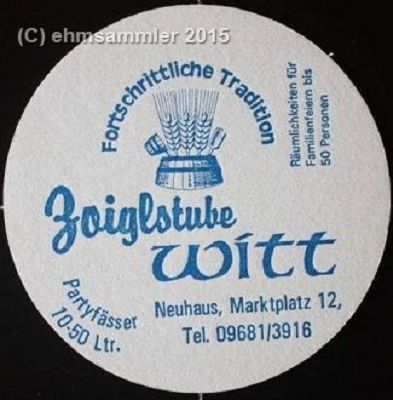 (C) ehmsammler 2015
Fortschrittliche Tradition
Räumlichkeiten für
Familienfeiern bis
50 Personen
Zoiglstube
Witt
Partyfässer
10-50 Ltr.
Neuhaus, Marktplatz 12,
Tel. 09681/3916